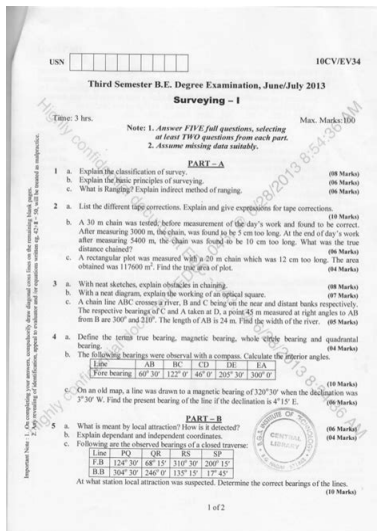 USN
10CV/EV34
Third Semester B.E. Degree Examination, June/July 2013
Surveying – I
Time: 3 hrs.
Max. Marks:100
Note: 1. Answer FIVE full questions, selecting
at least TWO questions from each part.
2. Assume missing data suitably.
PART – A
1 a. Explain the classification of survey. (08 Marks)
b. Explain the basic principles of surveying. (06 Marks)
c. What is Ranging? Explain indirect method of ranging. (06 Marks)
2 a. List the different tape corrections. Explain and give expressions for tape corrections.
(10 Marks)
b. A 30 m chain was tested, before measurement of the day's work and found to be correct.
After measuring 3000 m, the chain, was found to be 5 cm too long. At the end of day's work
after measuring 5400 m, the chain was found to be 10 cm too long. What was the true
distance chained? (06 Marks)
c. A rectangular plot was measured with a 20 m chain which was 12 cm too long. The area
obtained was 117600 m². Find the true area of plot. (04 Marks)
3 a. With neat sketches, explain obstacles in chaining. (08 Marks)
b. With a neat diagram, explain the working of an optical square. (07 Marks)
c. A chain line ABC crosses a river, B and C being on the near and distant banks respectively.
The respective bearings of C and A taken at D, a point 45 m measured at right angles to AB
from B are 300° and 210°. The length of AB is 24 m. Find the width of the river. (05 Marks)
4 a. Define the terms true bearing, magnetic bearing, whole circle bearing and quadrantal
bearing. (04 Marks)
b. The following bearings were observed with a compass. Calculate the interior angles.
Line AB BC CD DE EA
Fore bearing 60° 30' 122° 0' 46° 0' 205° 30' 300° 0'
(10 Marks)
c. On an old map, a line was drawn to a magnetic bearing of 320°30' when the declination was
3°30' W. Find the present bearing of the line if the declination is 4°15' E. (06 Marks)
PART – B
5 a. What is meant by local attraction? How is it detected? (06 Marks)
b. Explain dependent and independent coordinates. (04 Marks)
c. Following are the observed bearings of a closed traverse:
Line PQ QR RS SP
F.B 124° 30' 68° 15' 310° 30' 200° 15'
B.B 304° 30' 246° 0' 135° 15' 17° 45'
At what station local attraction was suspected. Determine the correct bearings of the lines.
(10 Marks)
1 of 2
CENTRAL
LIBRARY